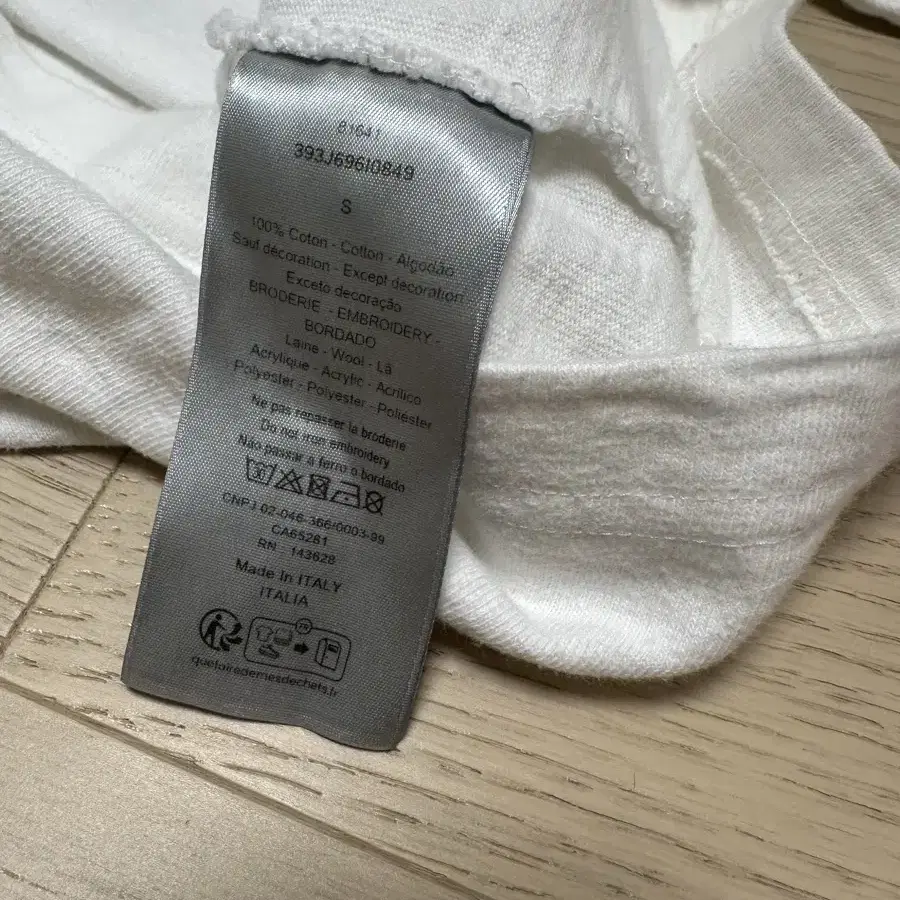 81641
393J696I0849
S
100% Coton - Cotton - Algodão
Sauf décoration - Except décoration
Exceto decoração
BRODERIE - EMBROIDERY -
BORDADO
Laine - Wool - Lã
Acrylique - Acrylic - Acrílico
Polyester - Polyester - Poliéster
Ne pas repasser la broderie
Do not iron embroidery
Não passar a ferro o bordado
CNPJ 02-046-366/0003-99
CA65281
RN : 143628
Made In ITALY
ITALIA
FR
quefairedemesdechets.fr